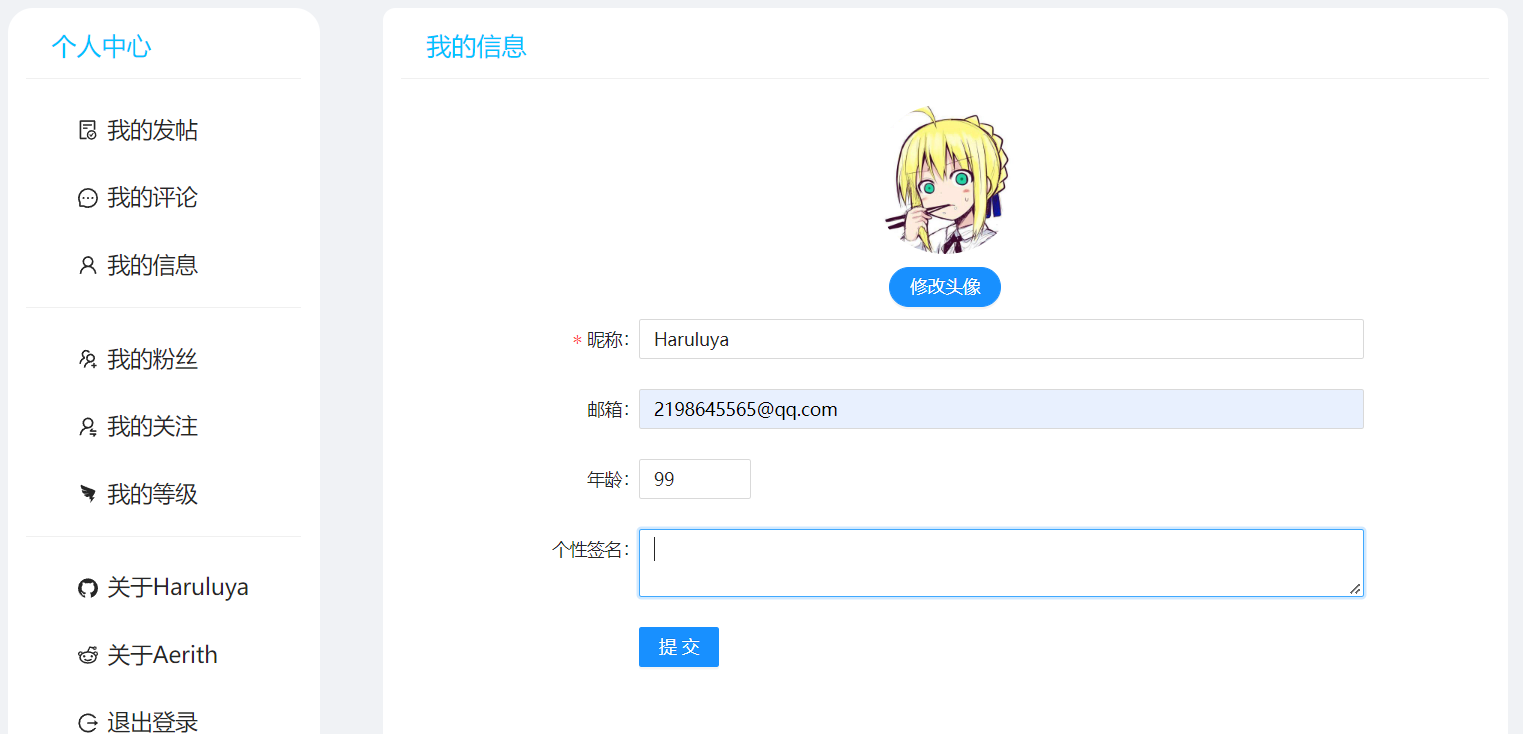 个人中心
我的发帖
我的评论
我的信息
我的粉丝
我的关注
我的等级
关于Haruluya
关于Aerith
退出登录
我的信息
修改头像
* 昵称: Haruluya
邮箱: 2198645565@qq.com
年龄: 99
个性签名:
提 交